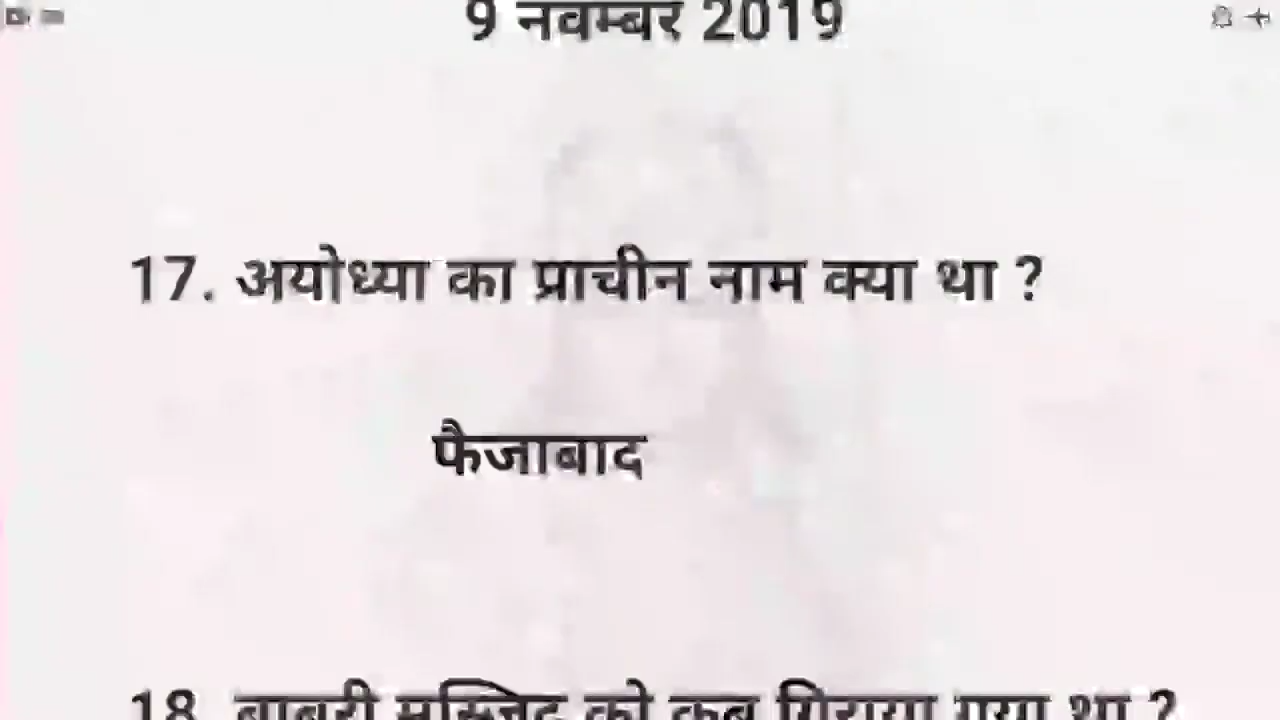 9 नवम्बर 2019
17. अयोध्या का प्राचीन नाम क्या था ?
फैजाबाद
18. बाबरी मस्जिद को कब गिराया गया था ?